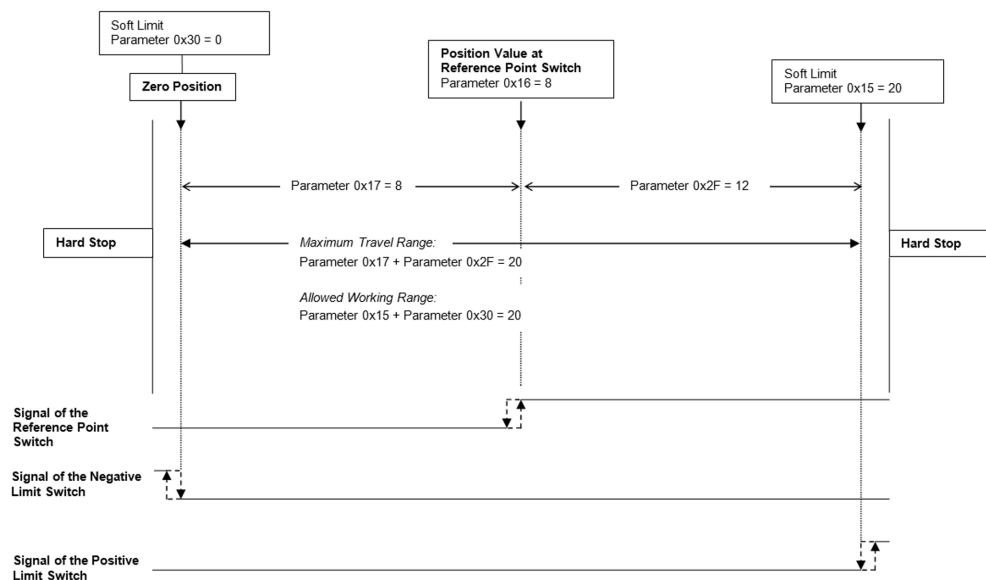 Soft Limit
Parameter 0x30 = 0
Zero Position
Position Value at
Reference Point Switch
Parameter 0x16 = 8
Soft Limit
Parameter 0x15 = 20
Parameter 0x17 = 8
Parameter 0x2F = 12
Hard Stop
Maximum Travel Range:
Parameter 0x17 + Parameter 0x2F = 20
Hard Stop
Allowed Working Range:
Parameter 0x15 + Parameter 0x30 = 20
Signal of the
Reference Point
Switch
Signal of the Negative
Limit Switch
Signal of the Positive
Limit Switch